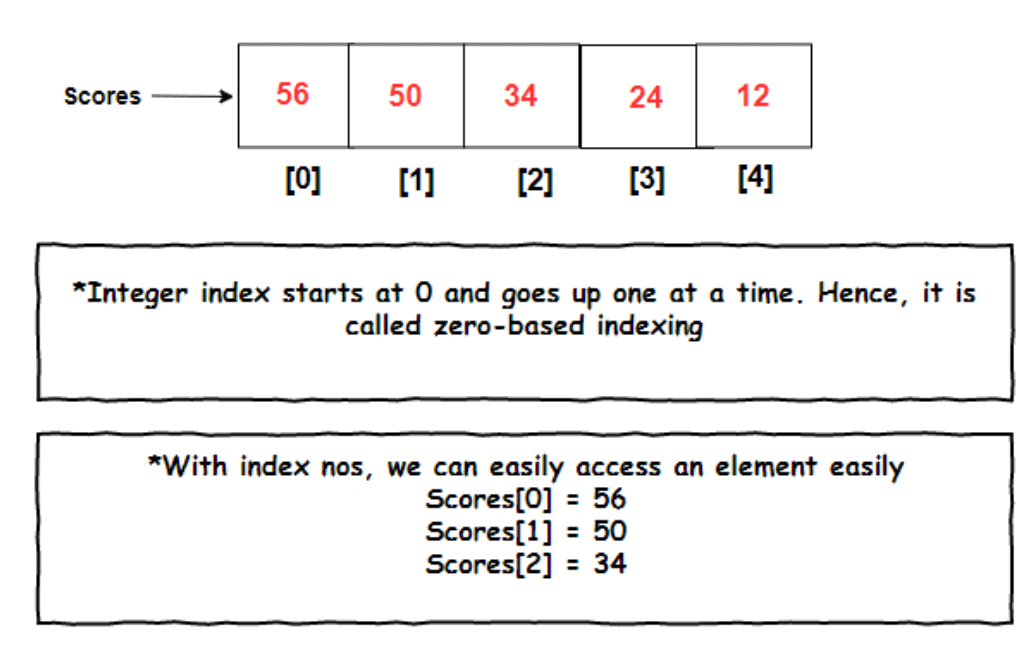 Scores 56 50 34 24 12
[0] [1] [2] [3] [4]
*Integer index starts at 0 and goes up one at a time. Hence, it is
called zero-based indexing
*With index nos, we can easily access an element easily
Scores[0] = 56
Scores[1] = 50
Scores[2] = 34